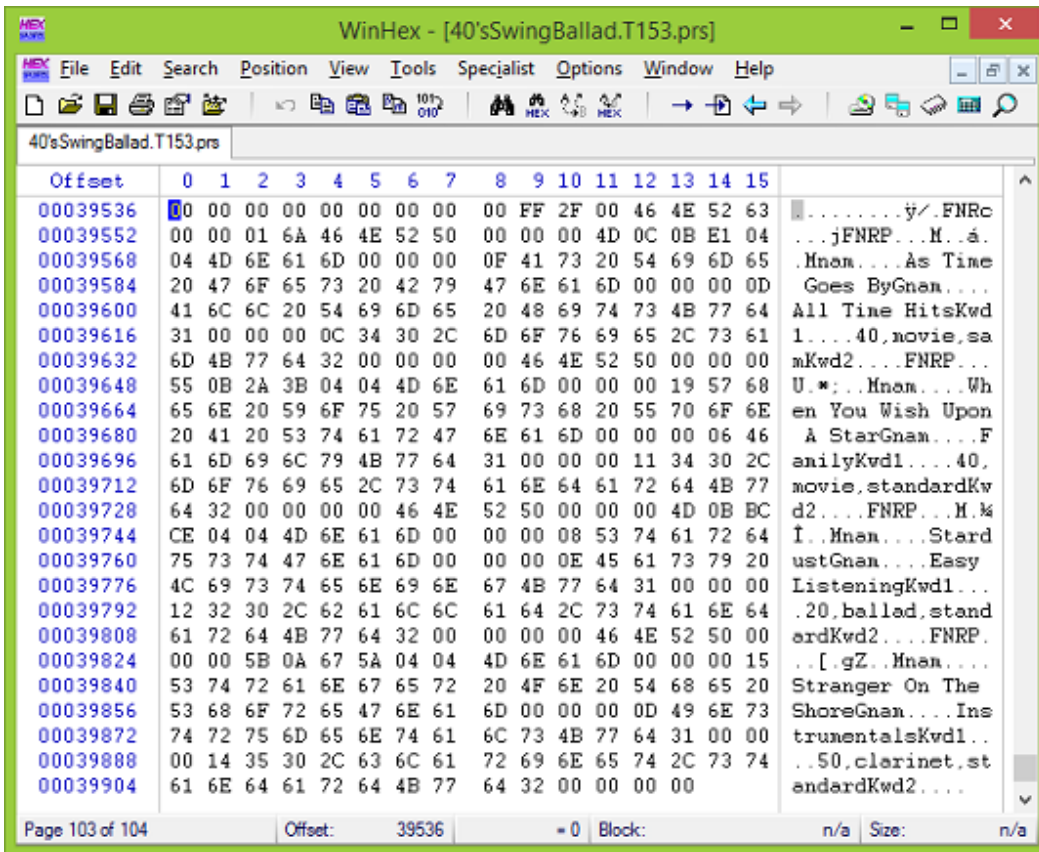 WinHex - [40'sSwingBallad.T153.prs]
File Edit Search Position View Tools Specialist Options Window Help
40'sSwingBallad.T153.prs
Offset 0 1 2 3 4 5 6 7 8 9 10 11 12 13 14 15
00039536 00 00 00 00 00 00 00 00 00 FF 2F 00 46 4E 52 63 .........ÿ/.FNRc
00039552 00 00 01 6A 46 4E 52 50 00 00 00 4D 0C 0B E1 04 ...jFNRP...M..á.
00039568 04 4D 6E 61 6D 00 00 00 0F 41 73 20 54 69 6D 65 .Mnam....As Time
00039584 20 47 6F 65 73 20 42 79 47 6E 61 6D 00 00 00 0D Goes ByGnam....
00039600 41 6C 6C 20 54 69 6D 65 20 48 69 74 73 4B 77 64 All Time HitsKwd
00039616 31 00 00 00 0C 34 30 2C 6D 6F 76 69 65 2C 73 61 1....40,movie,sa
00039632 6D 4B 77 64 32 00 00 00 00 46 4E 52 50 00 00 00 mKwd2....FNRP...
00039648 55 0B 2A 3B 04 04 4D 6E 61 6D 00 00 00 19 57 68 U.*;..Mnam....Wh
00039664 65 6E 20 59 6F 75 20 57 69 73 68 20 55 70 6F 6E en You Wish Upon
00039680 20 41 20 53 74 61 72 47 6E 61 6D 00 00 00 06 46 A StarGnam....F
00039696 61 6D 69 6C 79 4B 77 64 31 00 00 00 11 34 30 2C amilyKwd1....40,
00039712 6D 6F 76 69 65 2C 73 74 61 6E 64 61 72 64 4B 77 movie,standardKw
00039728 64 32 00 00 00 00 46 4E 52 50 00 00 00 4D 0B BC d2....FNRP...M.¼
00039744 CE 04 04 4D 6E 61 6D 00 00 00 08 53 74 61 72 64 Î..Mnam....Stard
00039760 75 73 74 47 6E 61 6D 00 00 00 0E 45 61 73 79 20 ustGnam....Easy
00039776 4C 69 73 74 65 6E 69 6E 67 4B 77 64 31 00 00 00 ListeningKwd1...
00039792 12 32 30 2C 62 61 6C 6C 61 64 2C 73 74 61 6E 64 .20,ballad,stand
00039808 61 72 64 4B 77 64 32 00 00 00 00 46 4E 52 50 00 ardKwd2....FNRP.
00039824 00 00 5B 0A 67 5A 04 04 4D 6E 61 6D 00 00 00 15 ..[.gZ..Mnam....
00039840 53 74 72 61 6E 67 65 72 20 4F 6E 20 54 68 65 20 Stranger On The
00039856 53 68 6F 72 65 47 6E 61 6D 00 00 00 0D 49 6E 73 ShoreGnam....Ins
00039872 74 72 75 6D 65 6E 74 61 6C 73 4B 77 64 31 00 00 trumentalsKwd1..
00039888 00 14 35 30 2C 63 6C 61 72 69 6E 65 74 2C 73 74 ..50,clarinet,st
00039904 61 6E 64 61 72 64 4B 77 64 32 00 00 00 00 andardKwd2....
Page 103 of 104 Offset: 39536 = 0 Block: n/a Size: n/a